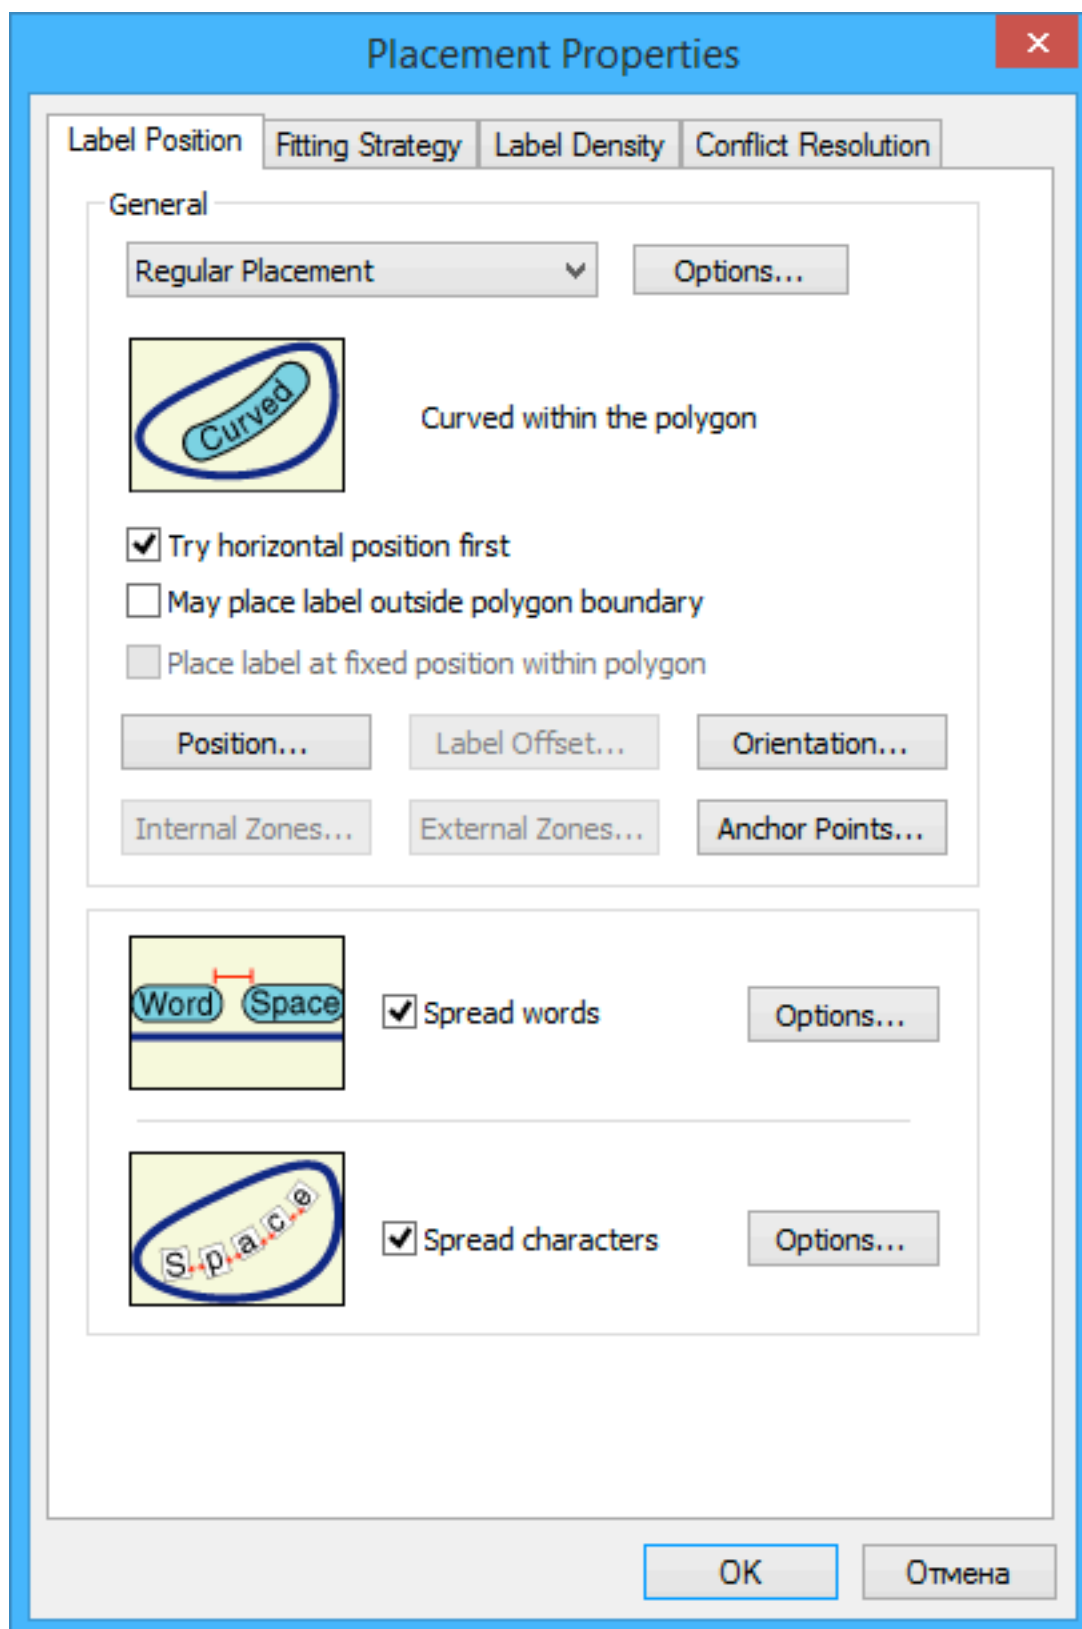 Placement Properties
Label Position Fitting Strategy Label Density Conflict Resolution
General
Regular Placement Options...
Curved
Curved within the polygon
Try horizontal position first
May place label outside polygon boundary
Place label at fixed position within polygon
Position... Label Offset... Orientation...
Internal Zones... External Zones... Anchor Points...
Word Space
Spread words Options...
Space
Spread characters Options...
OK Отмена